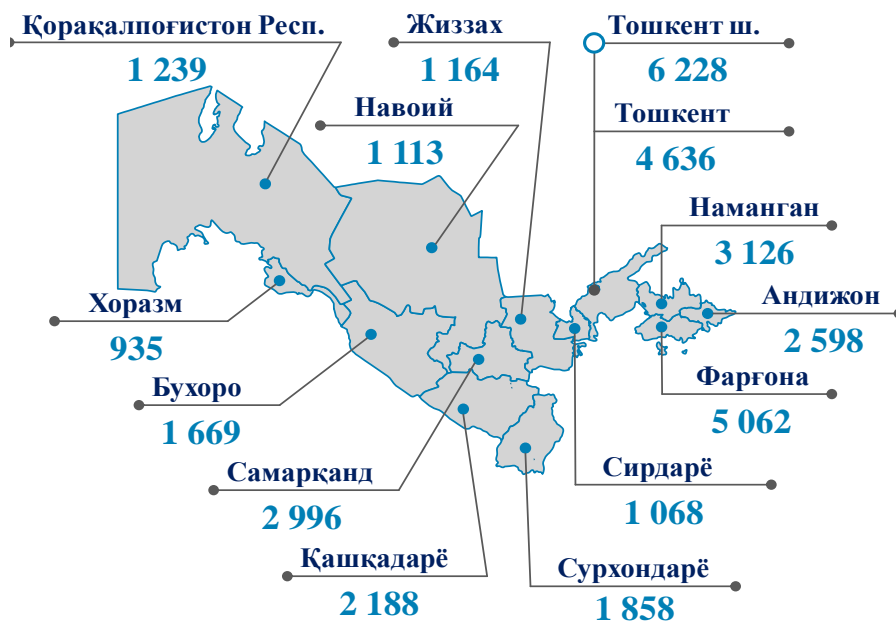 Қорақалпоғистон Респ.
1 239
Жиззах
1 164
Тошкент ш.
6 228
Навоий
1 113
Тошкент
4 636
Наманган
3 126
Хоразм
935
Андижон
2 598
Бухоро
1 669
Фарғона
5 062
Самарқанд
2 996
Сирдарё
1 068
Қашқадарё
2 188
Сурхондарё
1 858